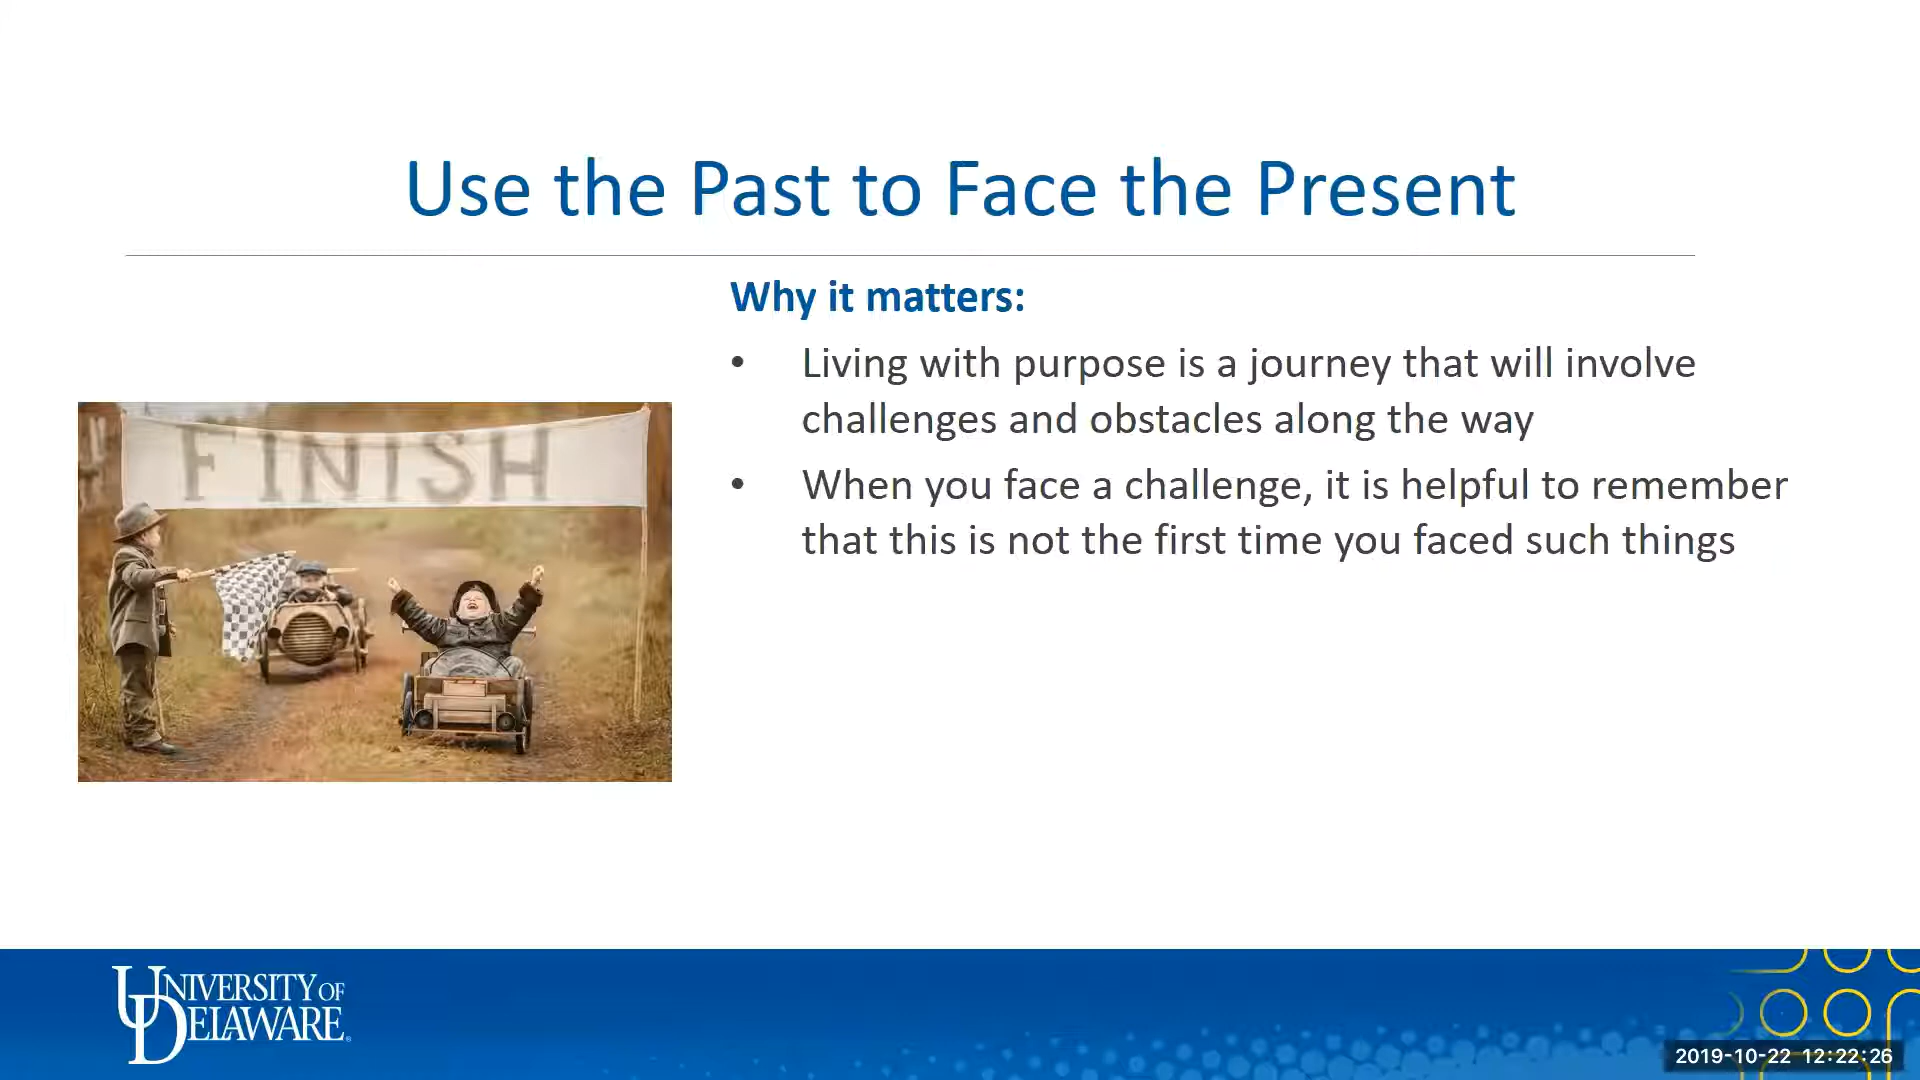 Use the Past to Face the Present
Why it matters:
• Living with purpose is a journey that will involve
challenges and obstacles along the way
• When you face a challenge, it is helpful to remember
that this is not the first time you faced such things
FINISH
UNIVERSITY OF
DELAWARE®
2019-10-22 12:22:26